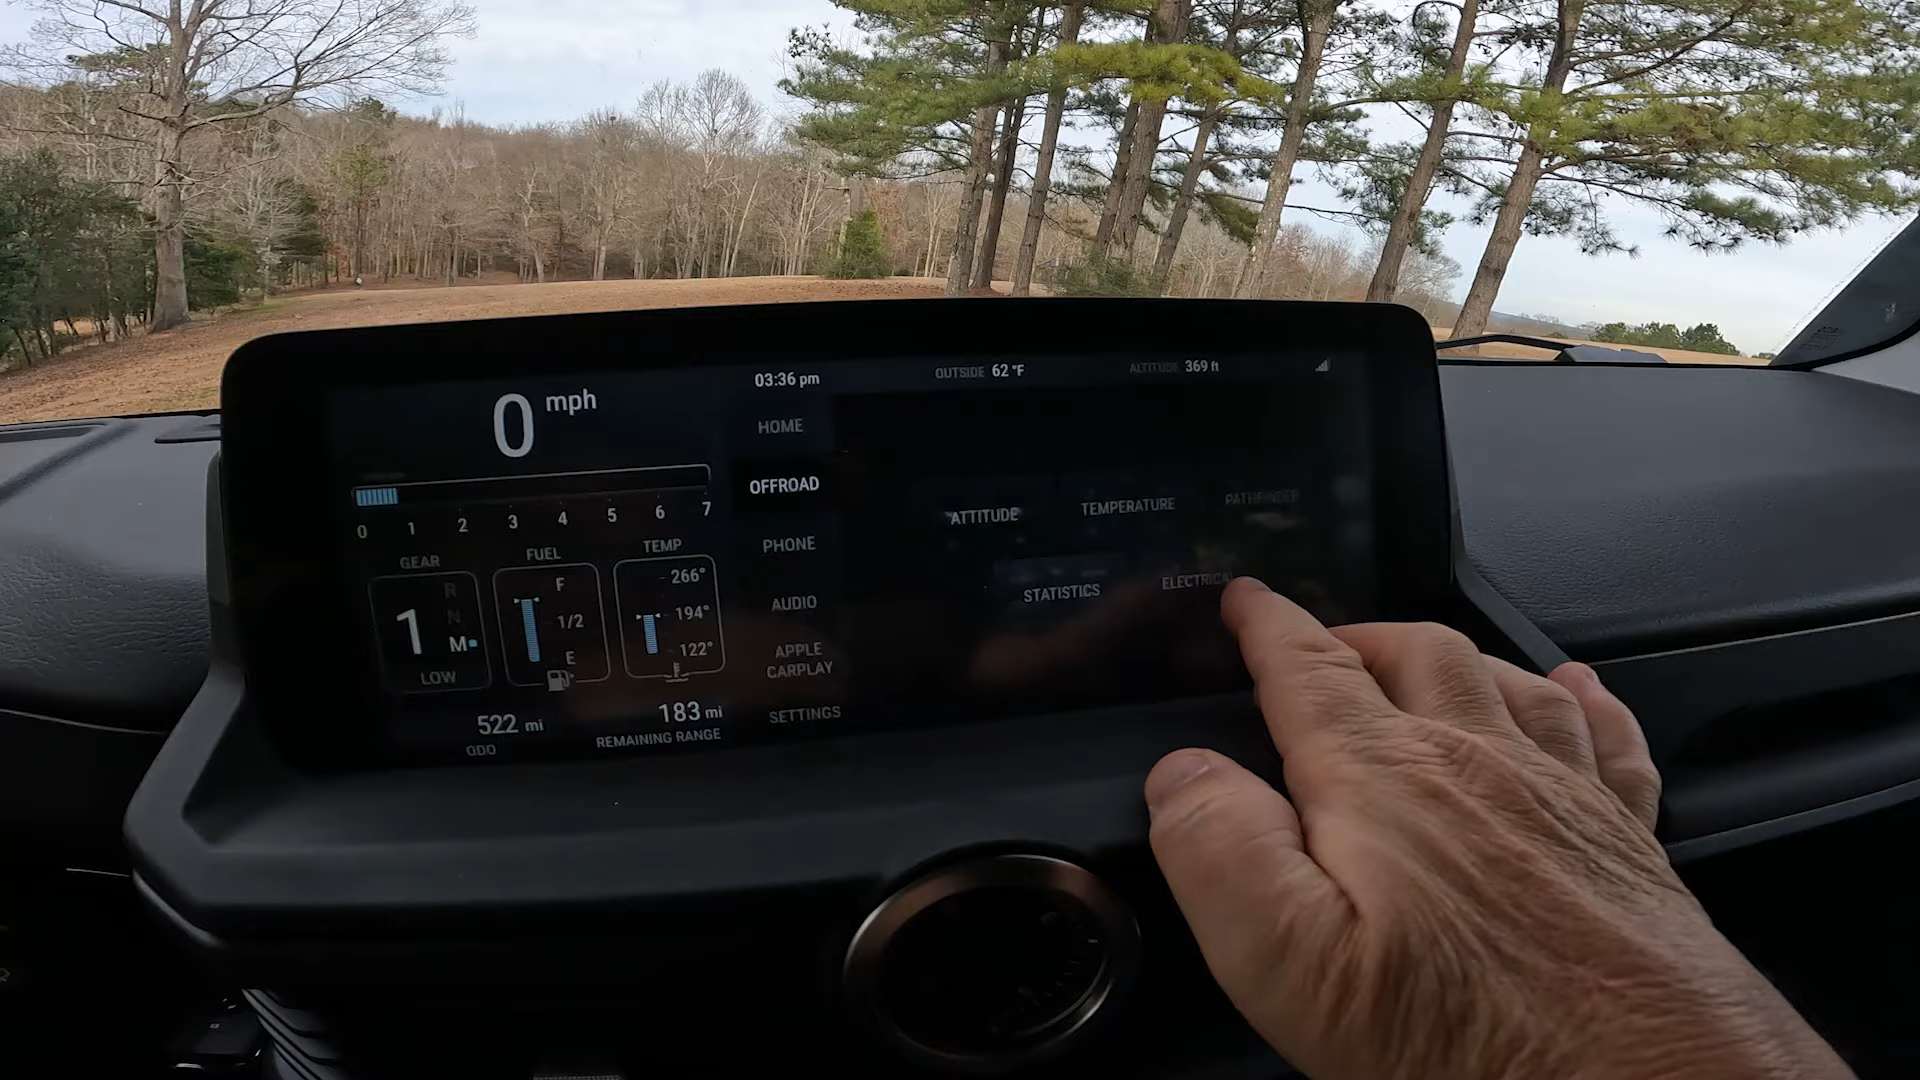 0 mph
0 1 2 3 4 5 6 7
GEAR
R
N
1 M
LOW
FUEL
F
1/2
E
TEMP
266°
194°
122°
522 mi
ODO
183 mi
REMAINING RANGE
03:36 pm
OUTSIDE 62 °F
ALTITUDE 369 ft
HOME
OFFROAD
PHONE
AUDIO
APPLE
CARPLAY
SETTINGS
ATTITUDE
TEMPERATURE
PATHFINDER
STATISTICS
ELECTRICAL